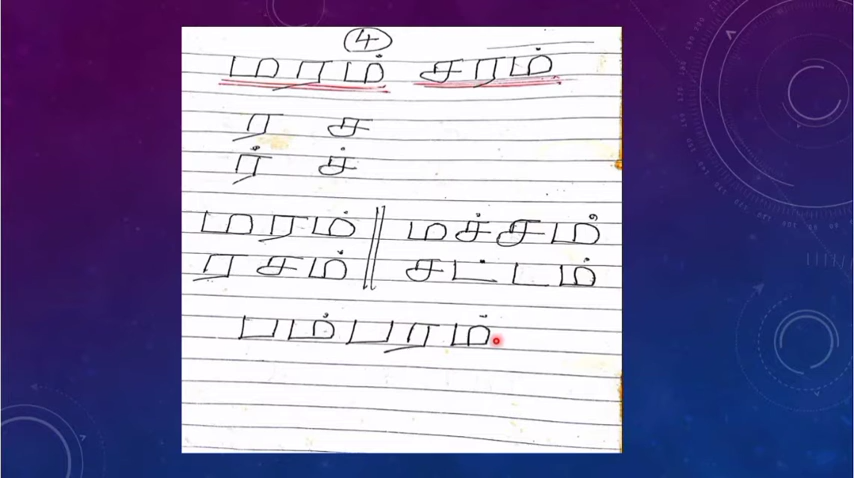 4
மரம் சரம்
ர ச
ர் ச்
மரம் மச்சம்
ரசம் சட்டம்
பம்பரம்